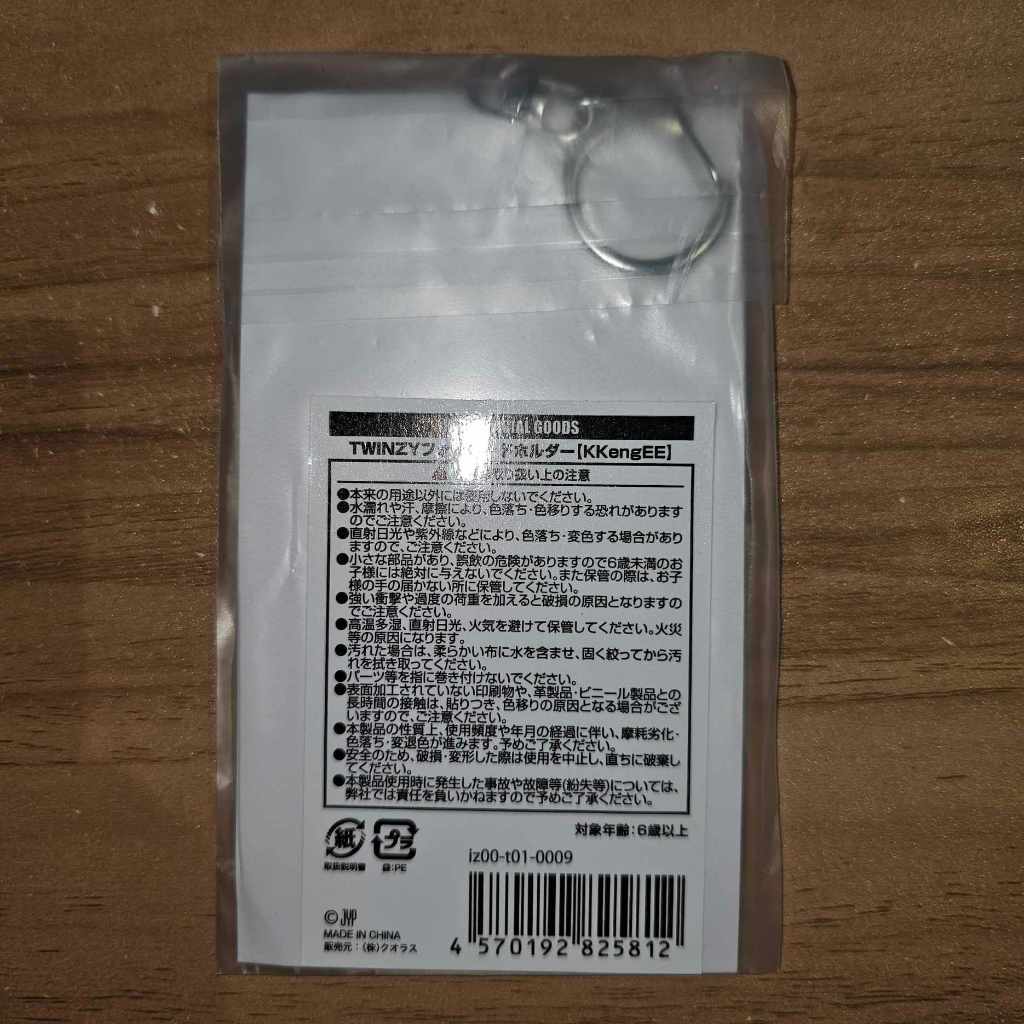 GOODS
TWINZY ホルダー【KKengEE】
取り扱い上の注意
●本来の用途以外には使用しないでください。
●水濡れや汗、摩擦により、色落ち・色移りする恐れがあります
のでご注意ください。
●直射日光や紫外線などにより、色落ち・変色する場合があり
ますので、ご注意ください。
●小さな部品があり、誤飲の危険がありますので6歳未満のお
子様には絶対に与えないでください。また保管の際は、お子
様の手の届かない所に保管してください。
●強い衝撃や過度の荷重を加えると破損の原因となりますの
でご注意ください。
●高温多湿、直射日光、火気を避けて保管してください。火災
等の原因になります。
●汚れた場合は、柔らかい布に水を含ませ、固く絞ってから汚
れを拭き取ってください。
●パーツ等を指に巻き付けないでください。
●表面加工されていない印刷物や、革製品・ビニール製品との
長時間の接触は、貼りつき、色移りの原因となる場合がござ
いますので、ご注意ください。
●本製品の性質上、使用頻度や年月の経過に伴い、摩耗劣化・
色落ち・変退色が進みます。予めご了承ください。
●安全のため、破損・変形した際は使用を中止し、直ちに破棄し
てください。
●本製品使用時に発生した事故や故障等(紛失等)については、
弊社では責任を負いかねますので予めご了承ください。
対象年齢:6歳以上
紙 プラ
取扱説明書 袋:PE
iz00-t01-0009
© JYP
MADE IN CHINA
販売元:(株)クオラス
4 570192 825812